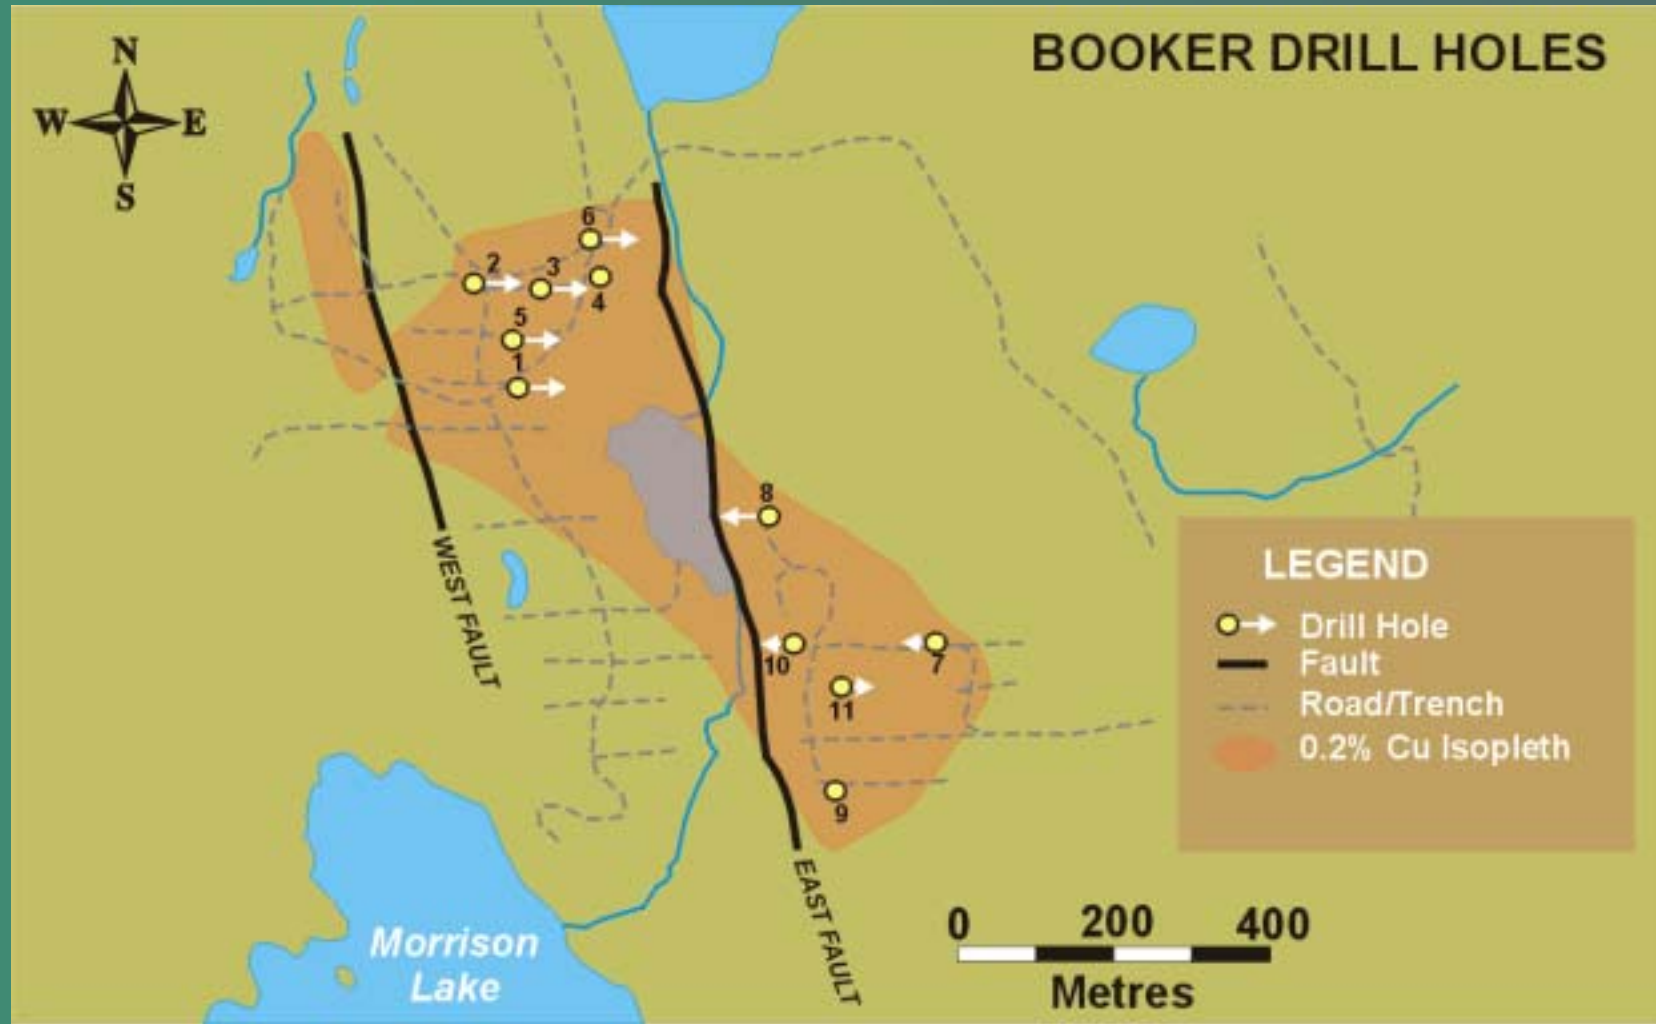 BOOKER DRILL HOLES
N
W E
S
6
2
3
4
5
1
8
10
7
11
9
WEST FAULT
EAST FAULT
LEGEND
Drill Hole
Fault
Road/Trench
0.2% Cu Isopleth
Morrison
Lake
0 200 400
Metres